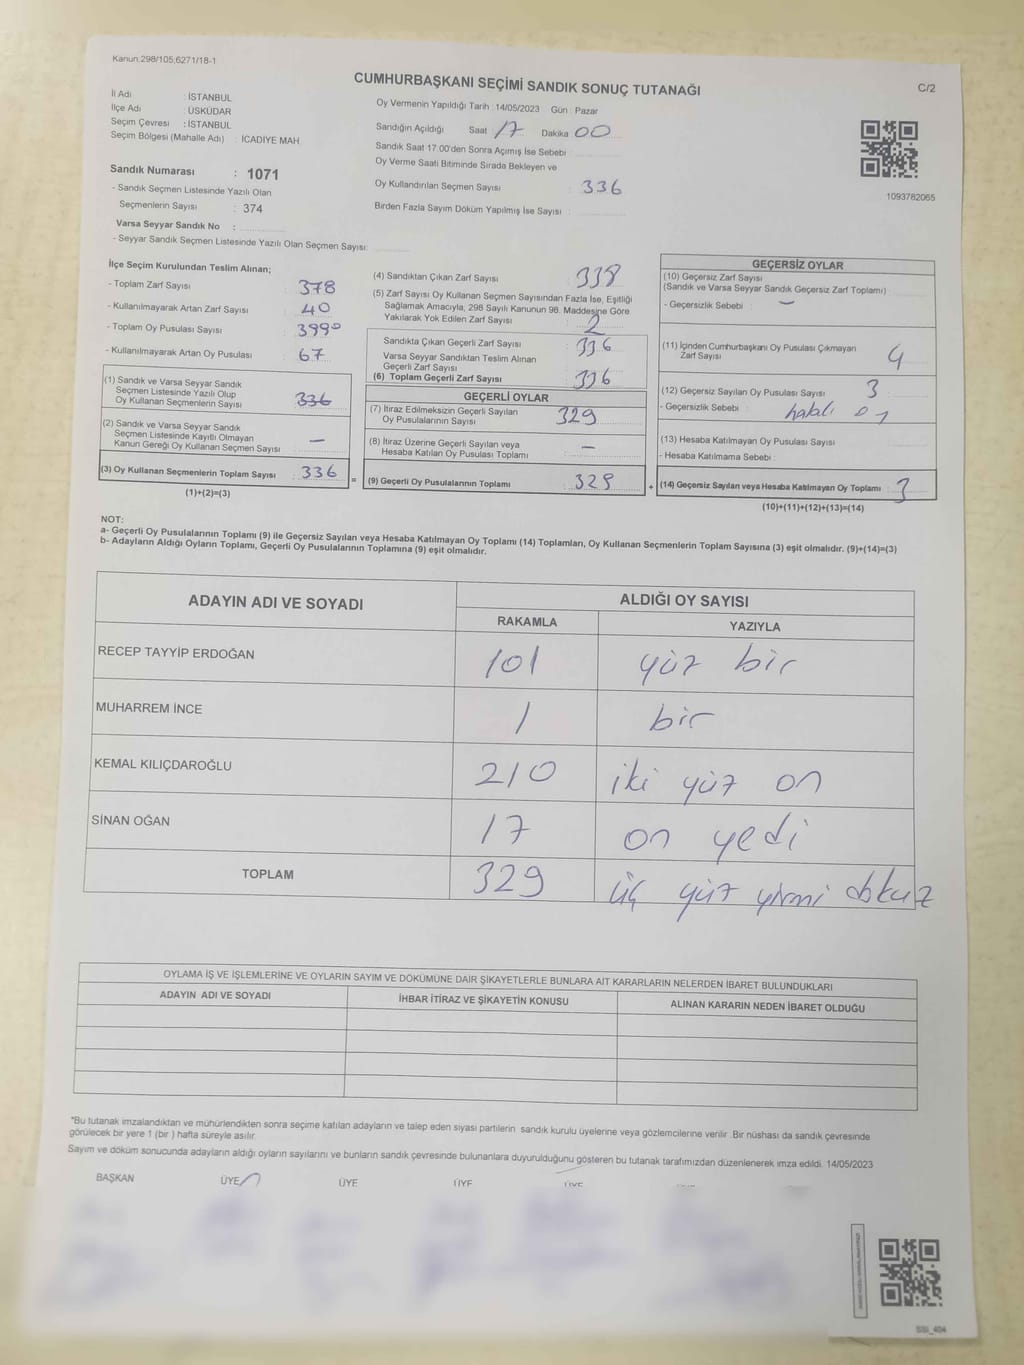 Kanun:298/105,6271/18-1
CUMHURBAŞKANI SEÇİMİ SANDIK SONUÇ TUTANAĞI
C/2
İl Adı : İSTANBUL
İlçe Adı : ÜSKÜDAR
Seçim Çevresi : İSTANBUL
Seçim Bölgesi (Mahalle Adı) : İCADİYE MAH
Sandık Numarası : 1071
- Sandık Seçmen Listesinde Yazılı Olan
Seçmenlerin Sayısı : 374
Varsa Seyyar Sandık No :
- Seyyar Sandık Seçmen Listesinde Yazılı Olan Seçmen Sayısı:
Oy Vermenin Yapıldığı Tarih : 14/05/2023 Gün : Pazar
Sandığın Açıldığı Saat 17 Dakika 00
Sandık Saat 17.00'den Sonra Açımış İse Sebebi
Oy Verme Saati Bitiminde Sırada Bekleyen ve
Oy Kullandırılan Seçmen Sayısı : 336
Birden Fazla Sayım Döküm Yapılmış İse Sayısı :
1093782065
İlçe Seçim Kurulundan Teslim Alınan;
- Toplam Zarf Sayısı : 378
- Kullanılmayarak Artan Zarf Sayısı : 40
- Toplam Oy Pusulası Sayısı : 399
- Kullanılmayarak Artan Oy Pusulası : 67
(1) Sandık ve Varsa Seyyar Sandık
Seçmen Listesinde Yazılı Olup
Oy Kullanan Seçmenlerin Sayısı : 336
(2) Sandık ve Varsa Seyyar Sandık
Seçmen Listesinde Kayıtlı Olmayan
Kanun Gereği Oy Kullanan Seçmen Sayısı : —
(3) Oy Kullanan Seçmenlerin Toplam Sayısı : 336
(1)+(2)=(3)
=
(4) Sandıktan Çıkan Zarf Sayısı : 338
(5) Zarf Sayısı Oy Kullanan Seçmen Sayısından Fazla İse, Eşitliği
Sağlamak Amacıyla, 298 Sayılı Kanunun 98. Maddesine Göre
Yakılarak Yok Edilen Zarf Sayısı : 2
Sandıkta Çıkan Geçerli Zarf Sayısı : 336
Varsa Seyyar Sandıktan Teslim Alınan
Geçerli Zarf Sayısı
(6) Toplam Geçerli Zarf Sayısı : 336
GEÇERLİ OYLAR
(7) İtiraz Edilmeksizin Geçerli Sayılan
Oy Pusulalarının Sayısı : 329
(8) İtiraz Üzerine Geçerli Sayılan veya
Hesaba Katılan Oy Pusulası Toplamı : —
(9) Geçerli Oy Pusulalarının Toplamı : 329
+
GEÇERSİZ OYLAR
(10) Geçersiz Zarf Sayısı
(Sandık ve Varsa Seyyar Sandık Geçersiz Zarf Toplamı) :
- Geçersizlik Sebebi : —
(11) İçinden Cumhurbaşkanı Oy Pusulası Çıkmayan
Zarf Sayısı : 4
(12) Geçersiz Sayılan Oy Pusulası Sayısı : 3
- Geçersizlik Sebebi : hatalı oy
(13) Hesaba Katılmayan Oy Pusulası Sayısı :
- Hesaba Katılmama Sebebi :
(14) Geçersiz Sayılan veya Hesaba Katılmayan Oy Toplamı : 3
(10)+(11)+(12)+(13)=(14)
NOT:
a- Geçerli Oy Pusulalarının Toplamı (9) ile Geçersiz Sayılan veya Hesaba Katılmayan Oy Toplamı (14) Toplamları, Oy Kullanan Seçmenlerin Toplam Sayısına (3) eşit olmalıdır. (9)+(14)=(3)
b- Adayların Aldığı Oyların Toplamı, Geçerli Oy Pusulalarının Toplamına (9) eşit olmalıdır.
ADAYIN ADI VE SOYADI
ALDIĞI OY SAYISI
RAKAMLA YAZIYLA
RECEP TAYYİP ERDOĞAN 101 yüz bir
MUHARREM İNCE 1 bir
KEMAL KILIÇDAROĞLU 210 iki yüz on
SİNAN OĞAN 17 on yedi
TOPLAM 329 üç yüz yirmi dokuz
OYLAMA İŞ VE İŞLEMLERİNE VE OYLARIN SAYIM VE DÖKÜMÜNE DAİR ŞİKAYETLERLE BUNLARA AİT KARARLARIN NELERDEN İBARET BULUNDUKLARI
ADAYIN ADI VE SOYADI İHBAR İTİRAZ VE ŞİKAYETİN KONUSU ALINAN KARARIN NEDEN İBARET OLDUĞU
*Bu tutanak imzalandıktan ve mühürlendikten sonra seçime katılan adayların ve talep eden siyasi partilerin sandık kurulu üyelerine veya gözlemcilerine verilir .Bir nüshası da sandık çevresinde
görülecek bir yere 1 (bir ) hafta süreyle asılır.
Sayım ve döküm sonucunda adayların aldığı oyların sayılarını ve bunların sandık çevresinde bulunanlara duyurulduğunu gösteren bu tutanak tarafımızdan düzenlenerek imza edildi. 14/05/2023
BAŞKAN ÜYE ÜYE ÜYE ÜYE